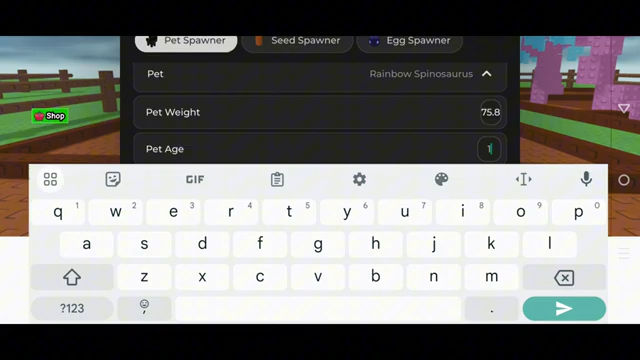 Pet Spawner Seed Spawner Egg Spawner
Pet Rainbow Spinosaurus
Shop
Pet Weight 75.8
Pet Age 1
GIF
q 1 w 2 e 3 r 4 t 5 y 6 u 7 i 8 o 9 p 0
a s d f g h j k l
z x c v b n m
?123 , .